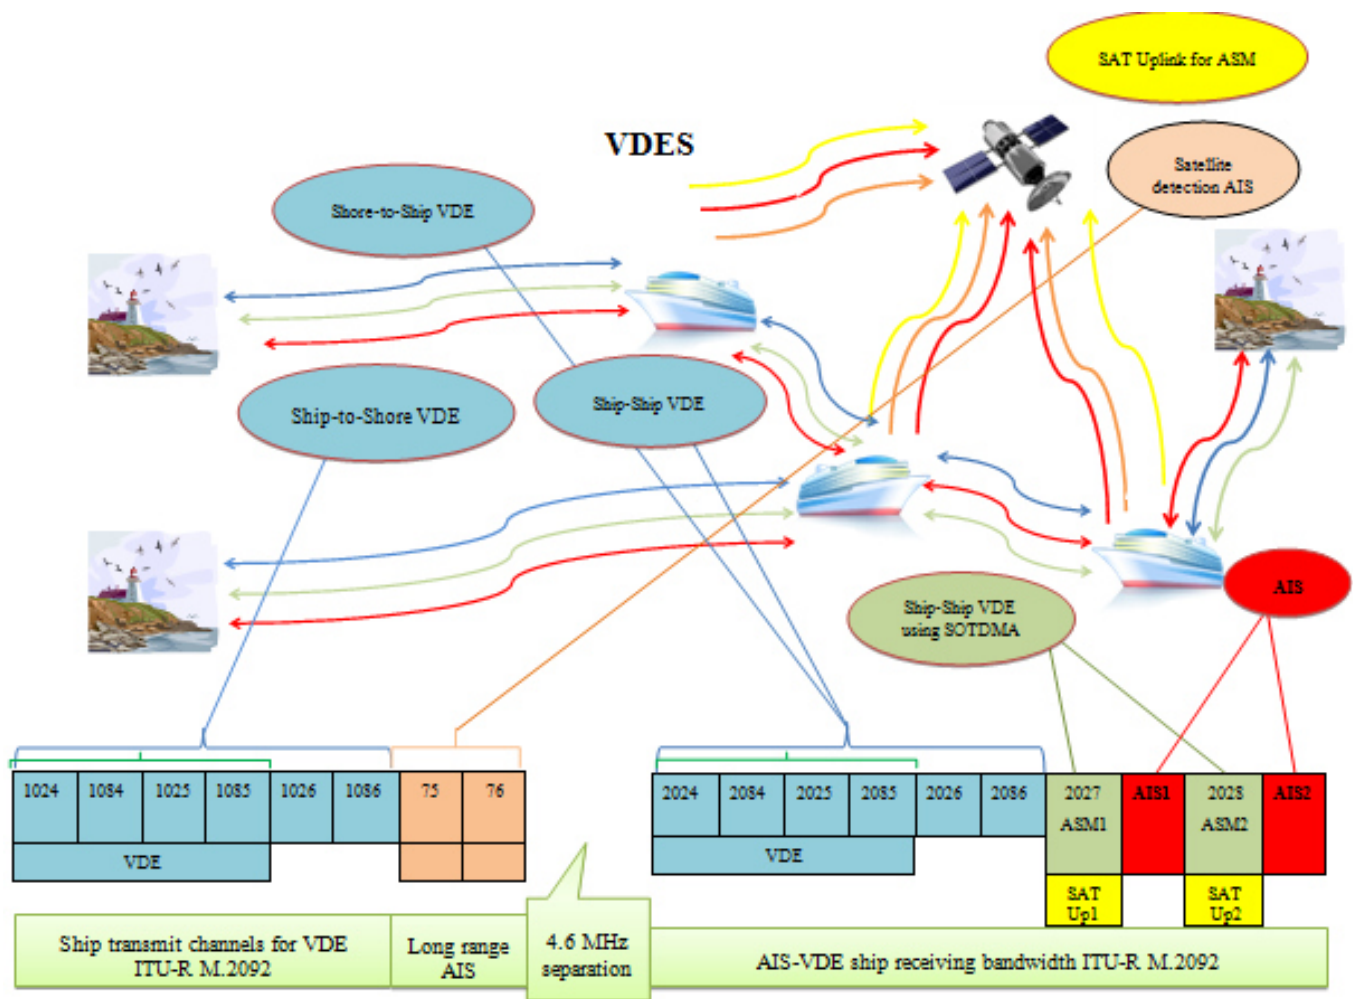 SAT Uplink for ASM
VDES
Satellite
detection AIS
Shore-to-Ship VDE
Ship-to-Shore VDE
Ship-Ship VDE
AIS
Ship-Ship VDE
using SOTDMA
1024 1084 1025 1085 1026 1086 75 76
VDE
2024 2084 2025 2085 2026 2086 2027 AIS1 2028 AIS2
ASM1 ASM2
VDE
SAT SAT
Up1 Up2
Ship transmit channels for VDE
ITU-R M.2092
Long range
AIS
4.6 MHz
separation
AIS-VDE ship receiving bandwidth ITU-R M.2092